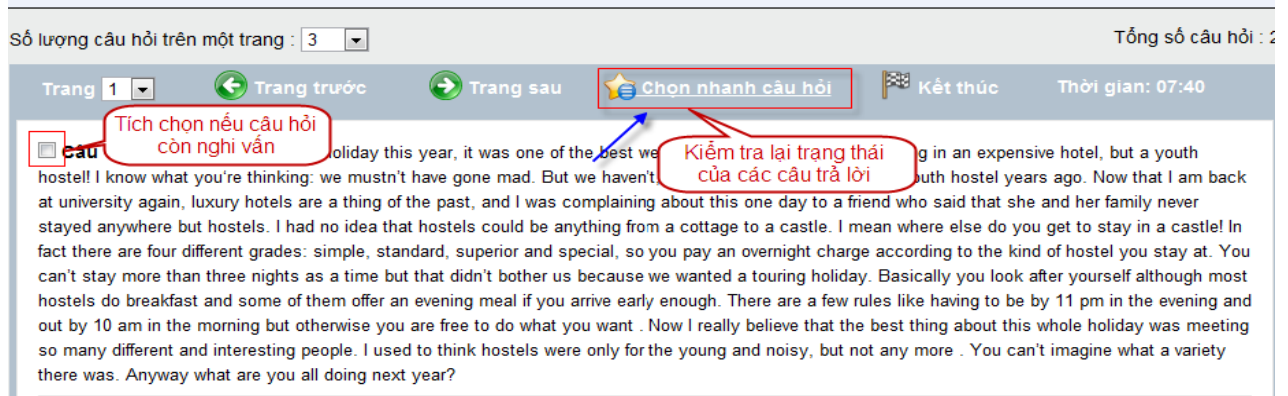 Số lượng câu hỏi trên một trang : 3
Tổng số câu hỏi : 2
Trang 1
Trang trước
Trang sau
Chọn nhanh câu hỏi
Kết thúc
Thời gian: 07:40
Tích chọn nếu câu hỏi
còn nghi vấn
Kiểm tra lại trạng thái
của các câu trả lời
Câu oliday this year, it was one of the best we g in an expensive hotel, but a youth
hostel! I know what you're thinking: we mustn't have gone mad. But we haven't, uth hostel years ago. Now that I am back
at university again, luxury hotels are a thing of the past, and I was complaining about this one day to a friend who said that she and her family never
stayed anywhere but hostels. I had no idea that hostels could be anything from a cottage to a castle. I mean where else do you get to stay in a castle! In
fact there are four different grades: simple, standard, superior and special, so you pay an overnight charge according to the kind of hostel you stay at. You
can't stay more than three nights as a time but that didn't bother us because we wanted a touring holiday. Basically you look after yourself although most
hostels do breakfast and some of them offer an evening meal if you arrive early enough. There are a few rules like having to be by 11 pm in the evening and
out by 10 am in the morning but otherwise you are free to do what you want . Now I really believe that the best thing about this whole holiday was meeting
so many different and interesting people. I used to think hostels were only for the young and noisy, but not any more . You can't imagine what a variety
there was. Anyway what are you all doing next year?